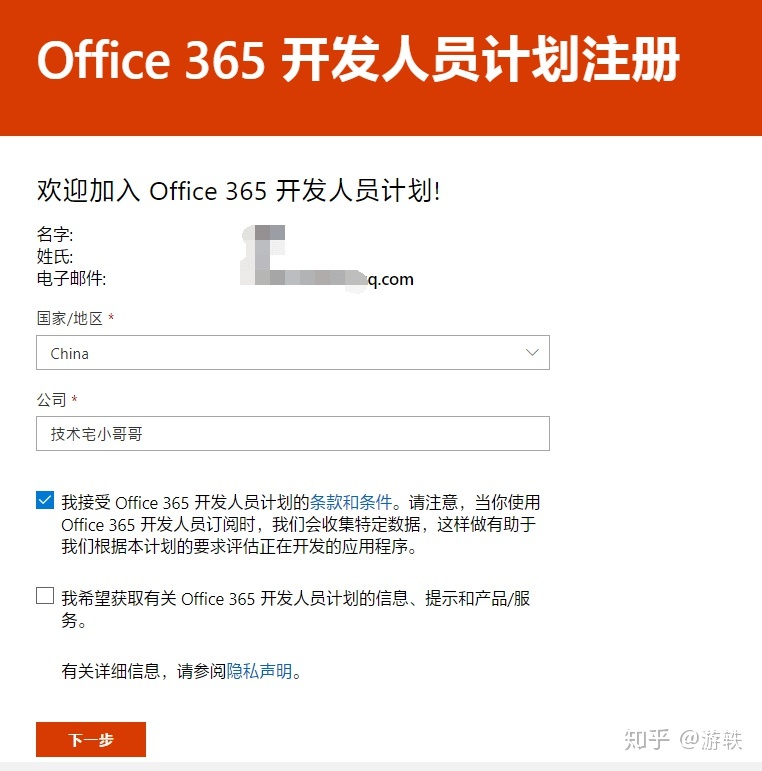 Office 365 开发人员计划注册
欢迎加入 Office 365 开发人员计划!
名字:
姓氏:
电子邮件: q.com
国家/地区 *
China
公司 *
技术宅小哥哥
我接受 Office 365 开发人员计划的条款和条件。请注意，当你使用
Office 365 开发人员订阅时，我们会收集特定数据，这样做有助于
我们根据本计划的要求评估正在开发的应用程序。
我希望获取有关 Office 365 开发人员计划的信息、提示和产品/服
务。
有关详细信息，请参阅隐私声明。
下一步
知乎 @游轶